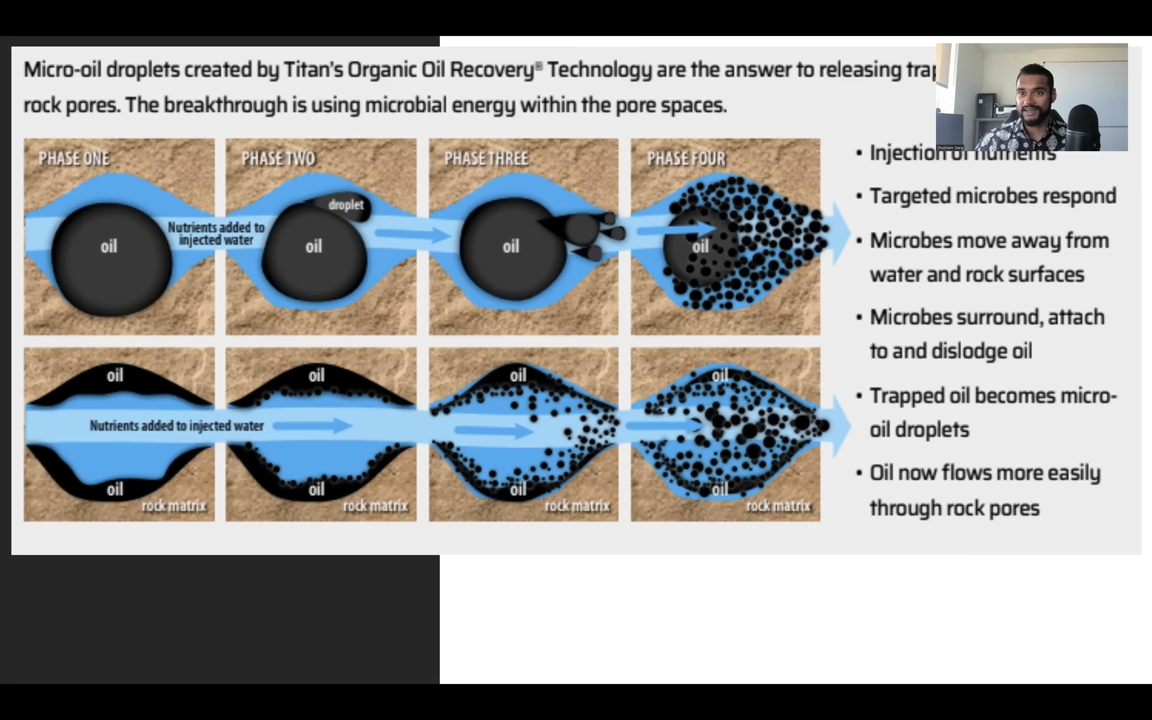 Micro-oil droplets created by Titan's Organic Oil Recovery® Technology are the answer to releasing
rock pores. The breakthrough is using microbial energy within the pore spaces.
PHASE ONE
PHASE TWO
PHASE THREE
PHASE FOUR
droplet
Nutrients added to
injected water
oil
oil
oil
oil
oil
oil
oil
oil
Nutrients added to injected water
oil
oil
oil
oil
rock matrix
rock matrix
rock matrix
rock matrix
• Injection of nutrients
• Targeted microbes respond
• Microbes move away from
water and rock surfaces
• Microbes surround, attach
to and dislodge oil
• Trapped oil becomes micro-
oil droplets
• Oil now flows more easily
through rock pores